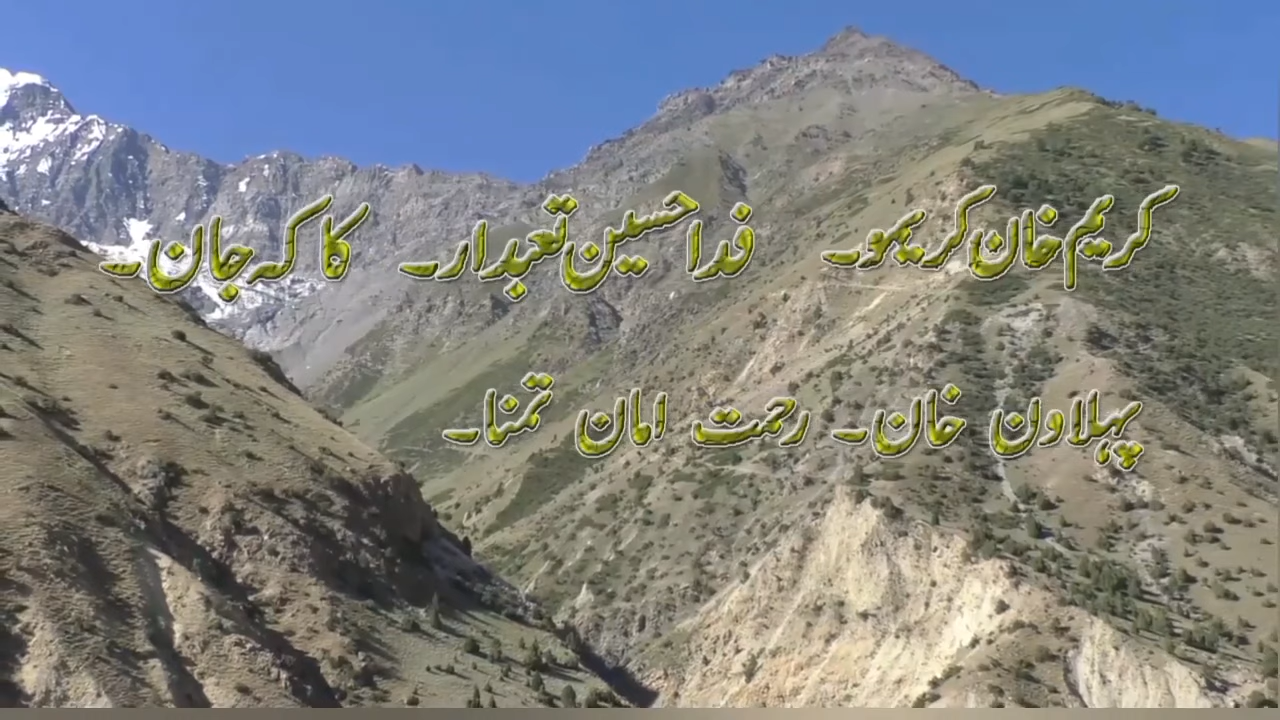 کریم خان کریمو۔ فدا حسین تعبدار۔ کاکہ جان۔
پہلاون خان۔ رحمت امان تمنا۔